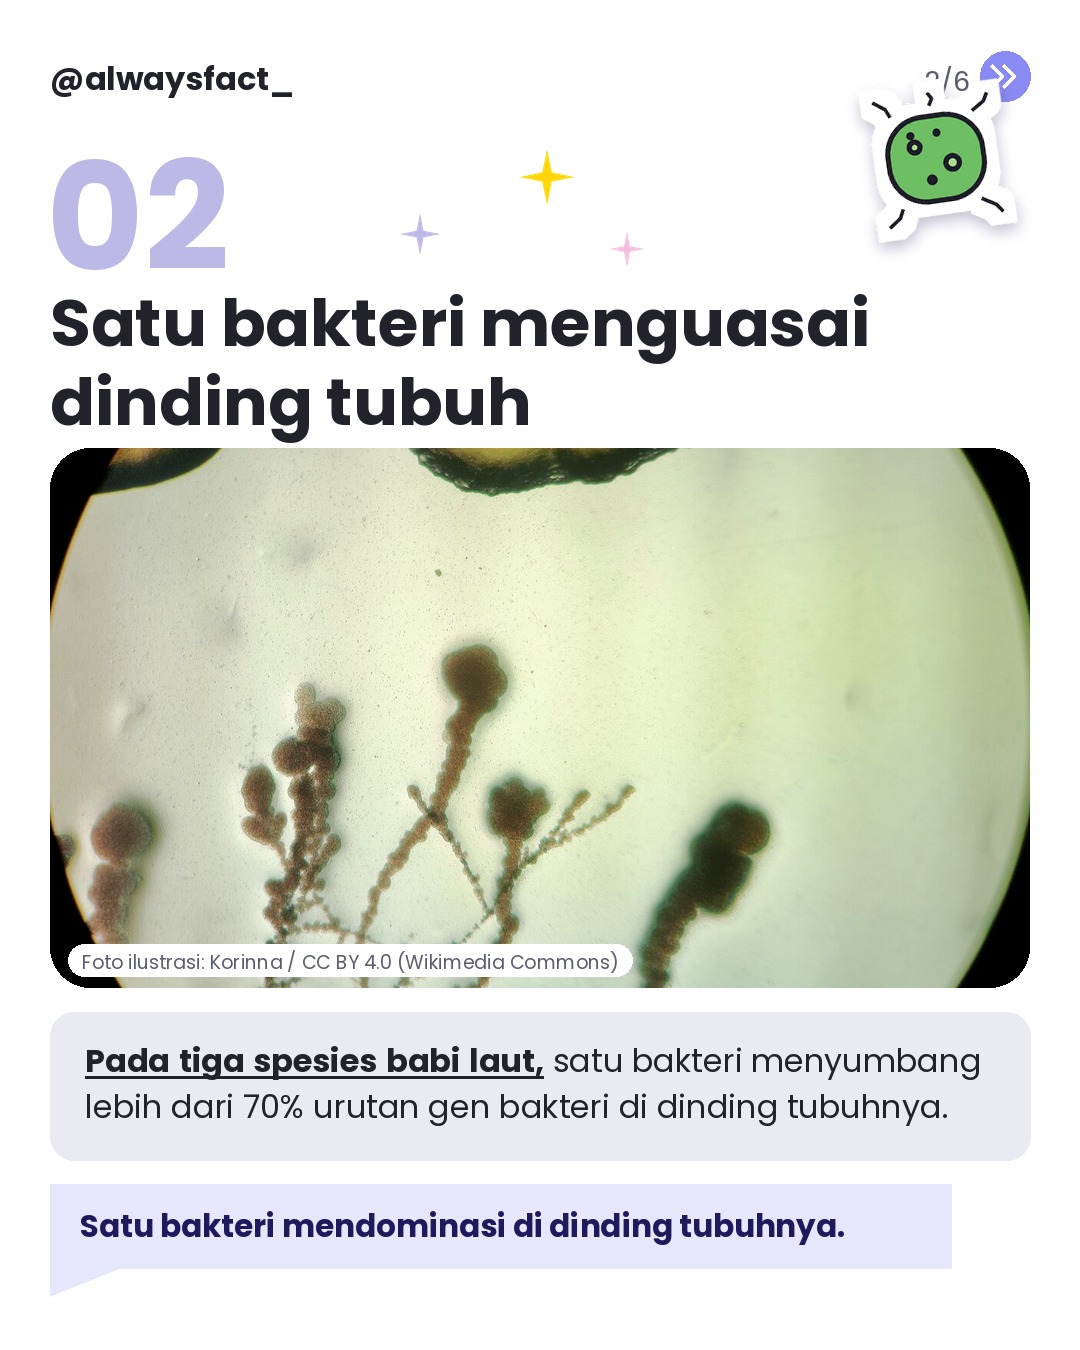 @alwaysfact_
/6
02
Satu bakteri menguasai
dinding tubuh
Foto ilustrasi: Korinna / CC BY 4.0 (Wikimedia Commons)
Pada tiga spesies babi laut, satu bakteri menyumbang
lebih dari 70% urutan gen bakteri di dinding tubuhnya.
Satu bakteri mendominasi di dinding tubuhnya.